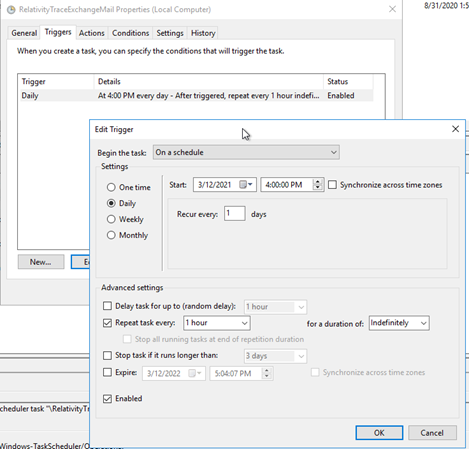 RelativityTraceExchangeMail Properties (Local Computer)
8/31/2020 1:5
General Triggers Actions Conditions Settings History
When you create a task, you can specify the conditions that will trigger the task.
Trigger Details Status
Daily At 4:00 PM every day - After triggered, repeat every 1 hour indefi... Enabled
New...
Edit Trigger
Begin the task: On a schedule
Settings
One time
Daily
Weekly
Monthly
Start: 3/12/2021 4:00:00 PM Synchronize across time zones
Recur every: 1 days
Advanced settings
Delay task for up to (random delay): 1 hour
Repeat task every: 1 hour for a duration of: Indefinitely
Stop all running tasks at end of repetition duration
Stop task if it runs longer than: 3 days
Expire: 3/12/2022 5:04:07 PM Synchronize across time zones
Enabled
OK Cancel
cheduler task "\RelativityTr